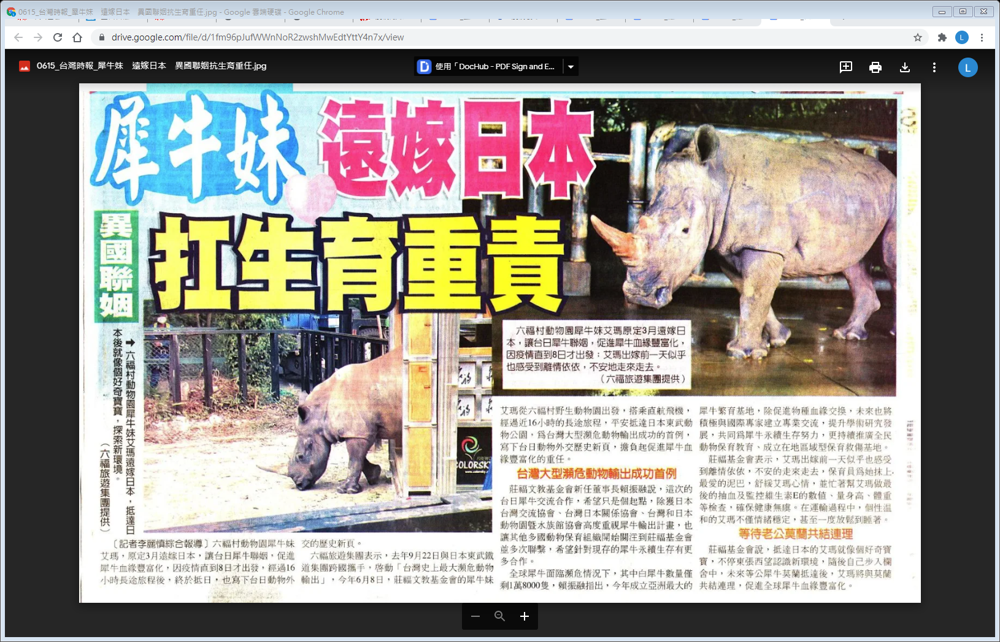 0615_台灣時報_犀牛妹　遠嫁日本　異國聯姻抗生育重任.jpg - Google 雲端硬碟 - Google Chrome
drive.google.com/file/d/1fm96pJufWWnNoR2zwshMwEdtYttY4n7x/view
L
0615_台灣時報_犀牛妹　遠嫁日本　異國聯姻抗生育重任.jpg
使用「DocHub - PDF Sign and E...
L
犀牛妹 遠嫁日本
異國聯姻
扛生育重責
➡六福村動物園犀牛妹艾瑪遠嫁日本，抵達日
本後就像個好奇寶寶，探索新環境。
（六福旅遊集團提供）
COLORSKY
六福村動物園犀牛妹艾瑪原定3月遠嫁日
本，讓台日犀牛聯姻，促進犀牛血緣豐富化，
因疫情直到8日才出發；艾瑪出嫁前一天似乎
也感受到離情依依，不安地走來走去。
（六福旅遊集團提供）
〔記者李麗慎綜合報導〕六福村動物園犀牛妹
艾瑪，原定3月遠嫁日本，讓台日犀牛聯姻，促進
犀牛血緣豐富化，因疫情直到8日才出發，經過16
小時長途旅程後，終於抵日，也寫下台日動物外
交的歷史新頁。
六福旅遊集團表示，去年9月22日與日本東武鐵
道集團跨國攜手，啓動「台灣史上最大瀕危動物
輸出」，今年6月8日，莊福文教基金會的犀牛妹
艾瑪從六福村野生動物園出發，搭乘直航飛機，
經過近16小時的長途旅程，平安抵達日本東武動
物公園，爲台灣大型瀕危動物輸出成功的首例，
寫下台日動物外交歷史新頁，擔負起促進犀牛血
緣豐富化的重任。
台灣大型瀕危動物輸出成功首例
莊福文教基金會新任董事長賴振融說，這次的
台日犀牛交流合作，希望只是個起點，除獲日本
台灣交流協會、台灣日本關係協會、台灣和日本
動物園暨水族館協會高度重視犀牛輸出計畫，也
讓其他多國動物保育組織開始關注到莊福基金會
並多次聯繫，希望針對現存的犀牛永續生存有更
多合作。
全球犀牛面臨瀕危情況下，其中白犀牛數量僅
剩1萬8000隻，賴振融指出，今年成立亞洲最大的
犀牛繁育基地，除促進物種血緣交換，未來也將
積極與國際專家建立專業交流，提升學術研究發
展，共同爲犀牛永續生存努力，更持續推廣全民
動物保育教育、成立在地區域型保育救傷基地。
莊福基金會表示，艾瑪出嫁前一天似乎也感受
到離情依依，不安的走來走去，保育員爲她抹上
最愛的泥巴，舒緩艾瑪心情，並忙著幫艾瑪做最
後的抽血及監控維生素E的數值、量身高、體重
等檢查，確保健康無虞。在運輸過程中，個性溫
和的艾瑪不僅情緒穩定，甚至一度放鬆到睡著。
等待老公莫蘭共結連理
莊福基金會說，抵達日本的艾瑪就像個好奇寶
寶，不停東張西望認識新環境，隨後自己步入欄
舍中，未來等公犀牛莫蘭抵達後，艾瑪將與莫蘭
共結連理，促進全球犀牛血緣豐富化。